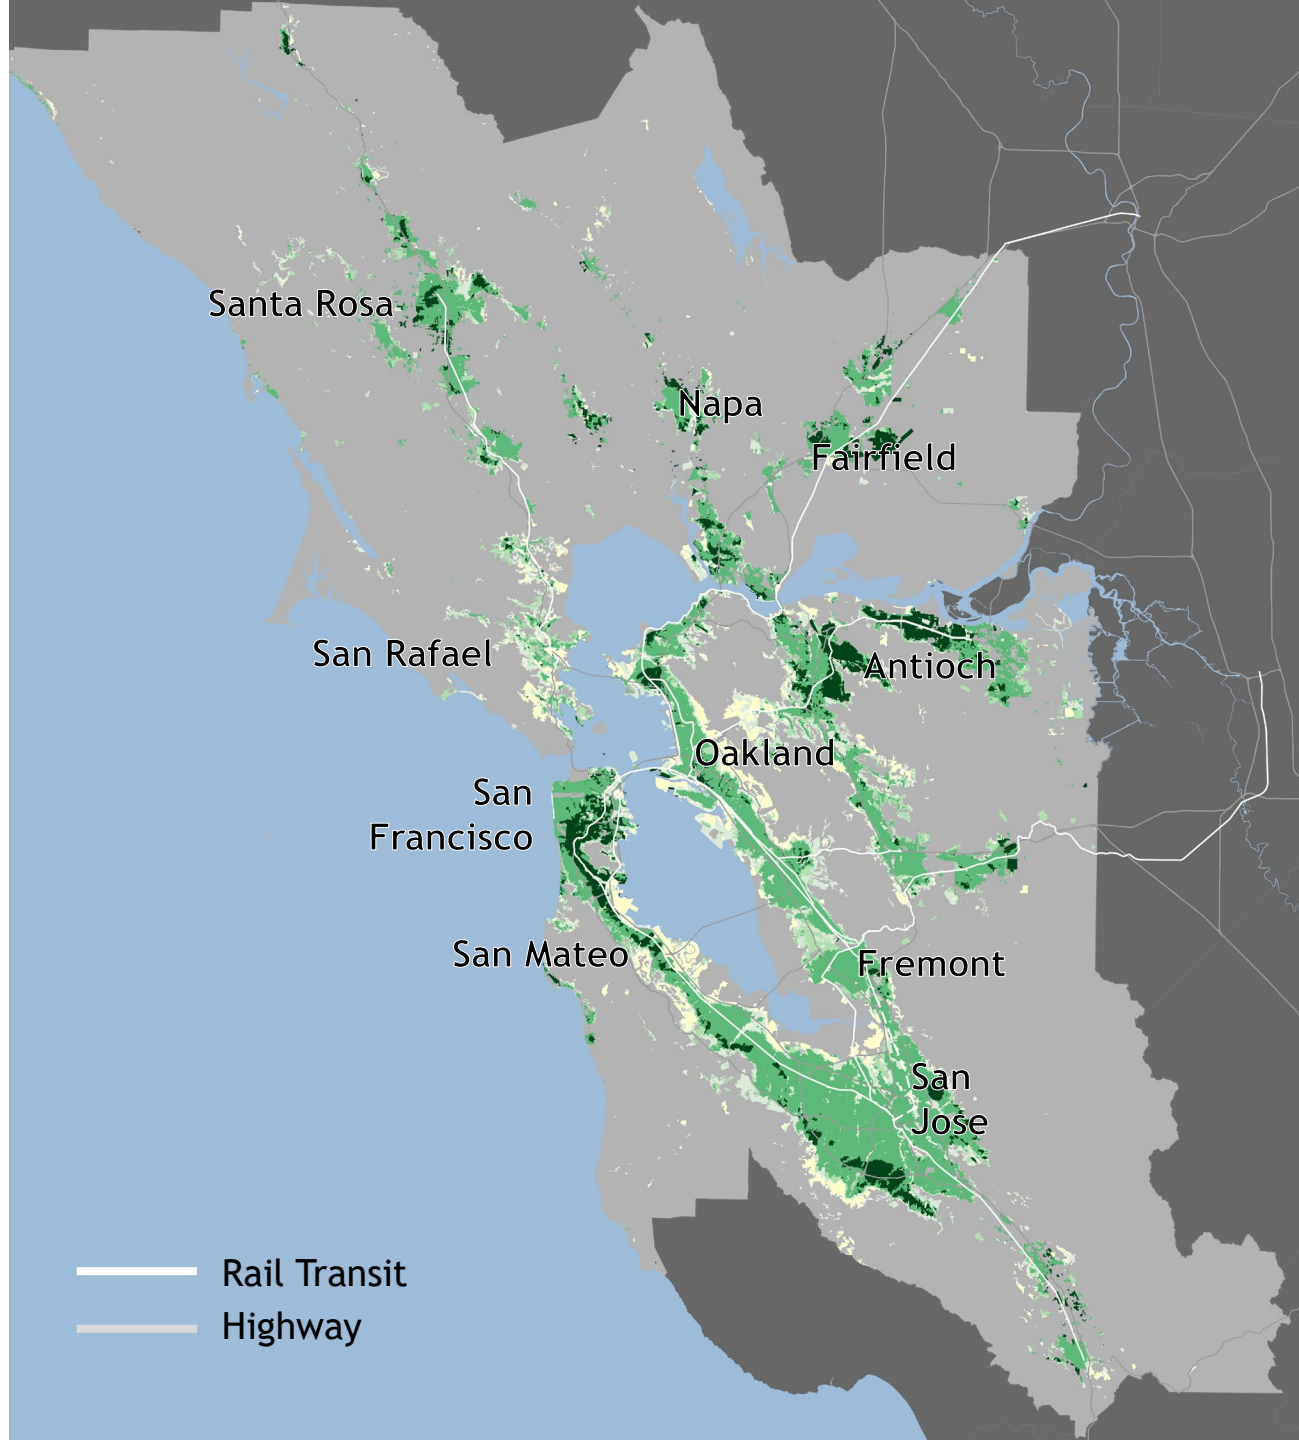 Santa Rosa
Napa
Fairfield
San Rafael
Antioch
Oakland
San
Francisco
San Mateo
Fremont
San
Jose
Rail Transit
Highway